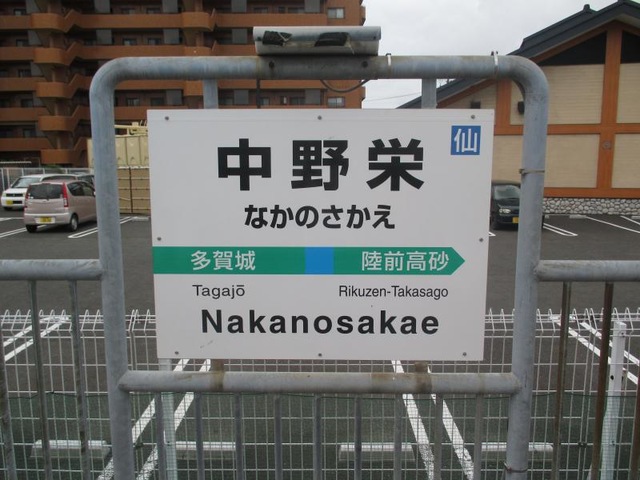 仙
中野栄
なかのさかえ
多賀城 陸前高砂
Tagajō Rikuzen-Takasago
Nakanosakae